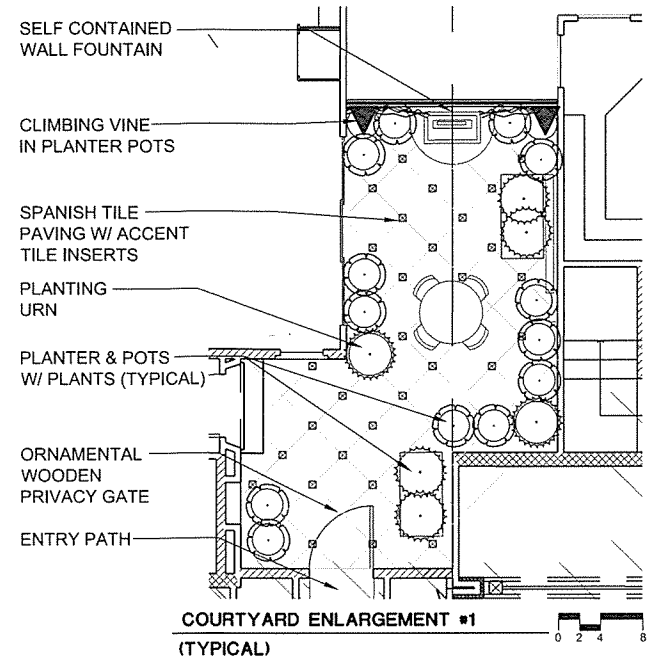 SELF CONTAINED
WALL FOUNTAIN
CLIMBING VINE
IN PLANTER POTS
SPANISH TILE
PAVING W/ ACCENT
TILE INSERTS
PLANTING
URN
PLANTER & POTS
W/ PLANTS (TYPICAL)
ORNAMENTAL
WOODEN
PRIVACY GATE
ENTRY PATH
COURTYARD ENLARGEMENT #1
(TYPICAL)
0 2 4 8